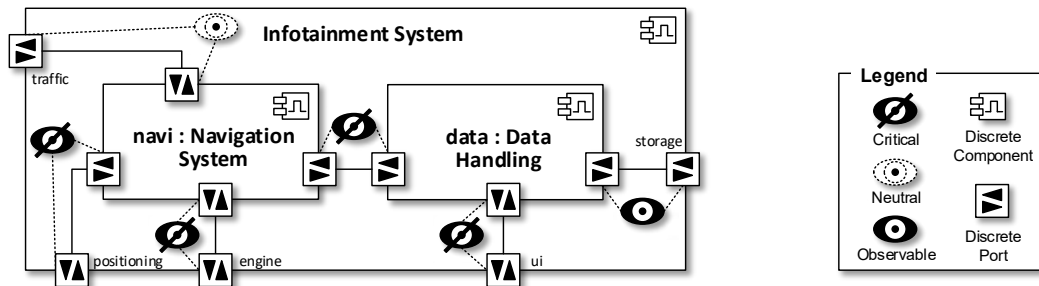 Infotainment System
traffic
navi : Navigation
System
data : Data
Handling
storage
positioning
engine
ui
Legend
Critical
Discrete
Component
Neutral
Observable
Discrete
Port